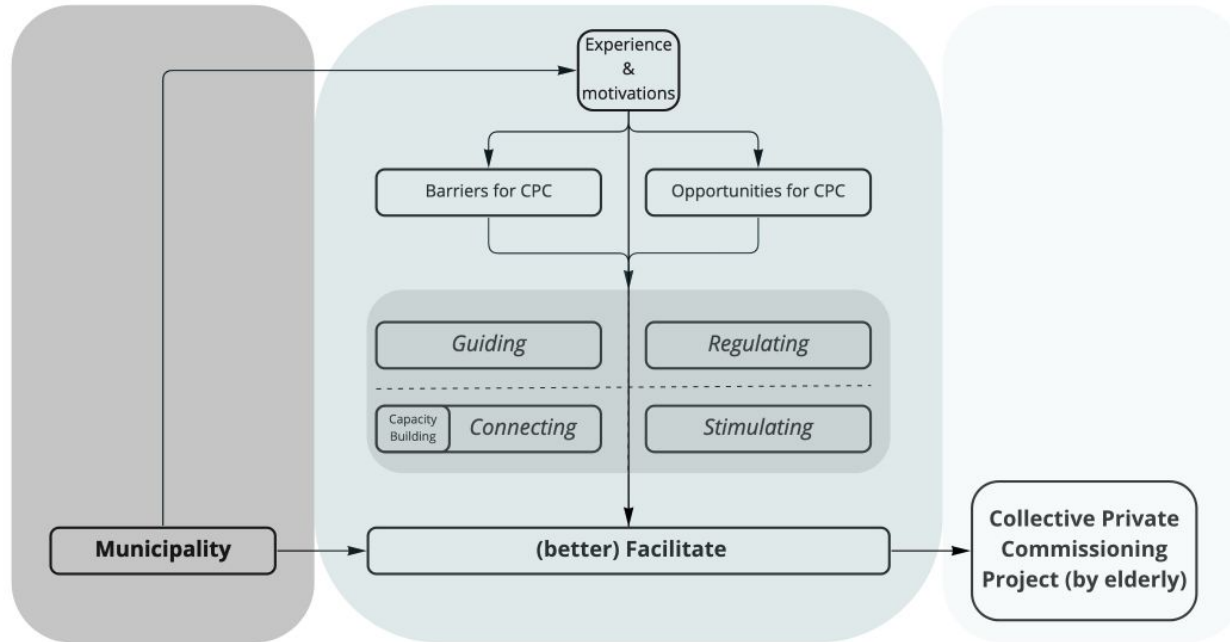 Experience
&
motivations
Barriers for CPC
Opportunities for CPC
Guiding
Regulating
Capacity
Building
Connecting
Stimulating
Municipality
(better) Facilitate
Collective Private
Commissioning
Project (by elderly)